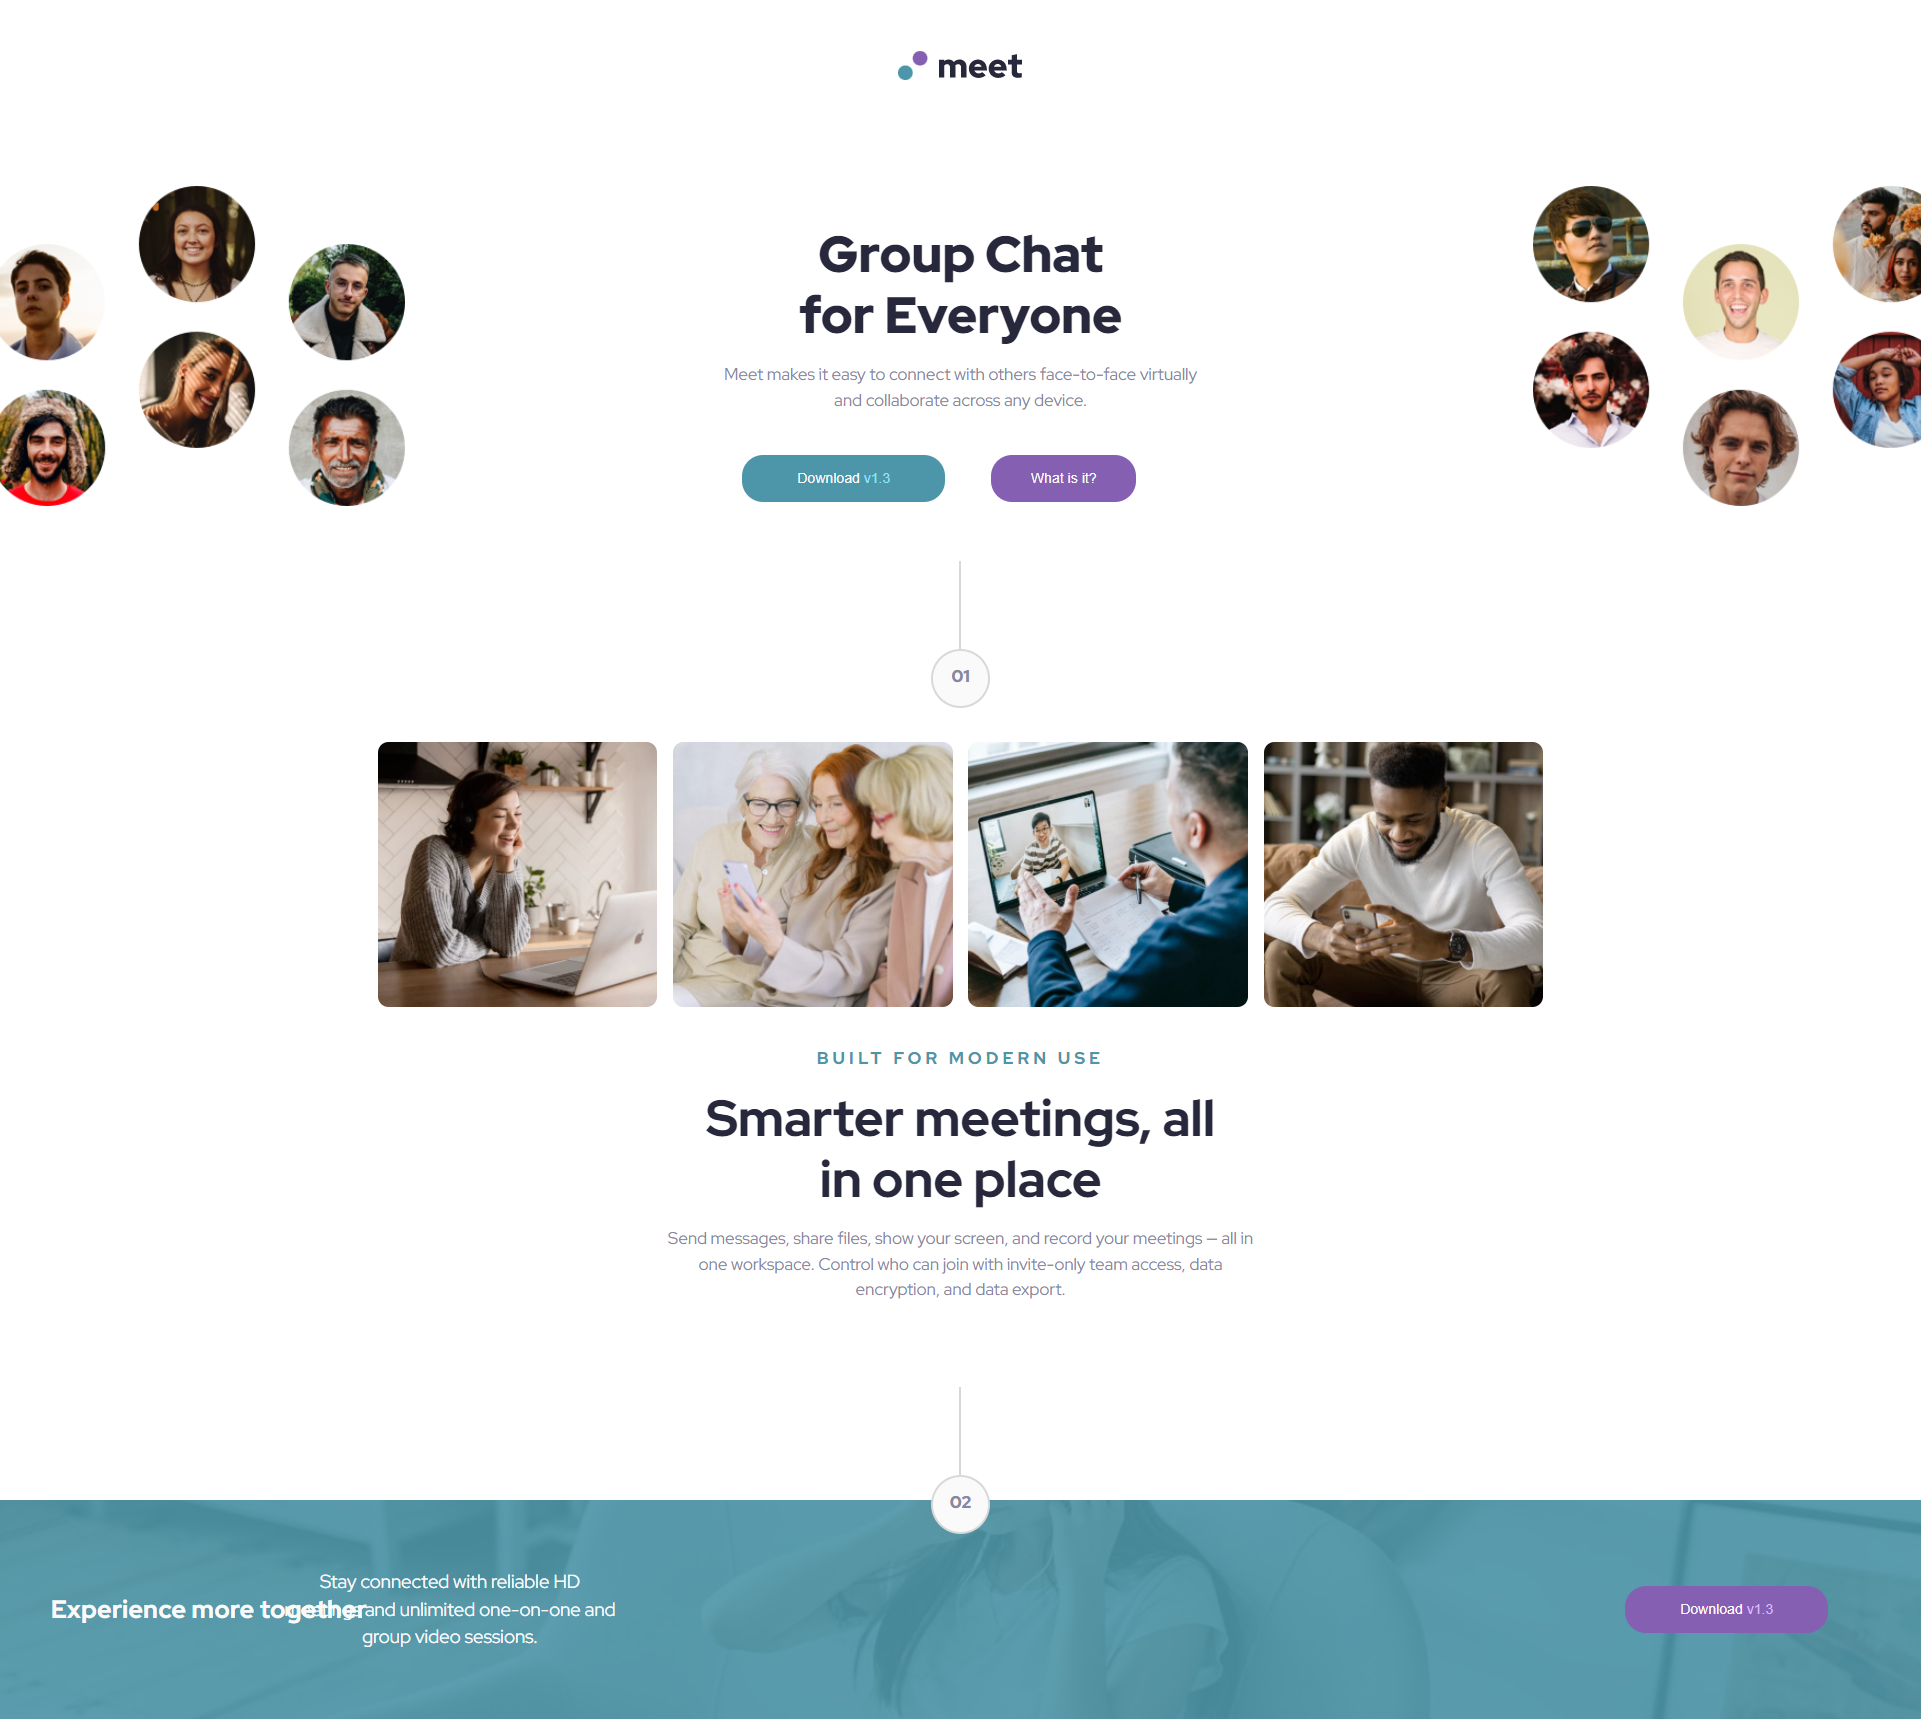 meet
Group Chat
for Everyone
Meet makes it easy to connect with others face-to-face virtually
and collaborate across any device.
Download v1.3
What is it?
01
BUILT FOR MODERN USE
Smarter meetings, all
in one place
Send messages, share files, show your screen, and record your meetings — all in
one workspace. Control who can join with invite-only team access, data
encryption, and data export.
02
Experience more together
Stay connected with reliable HD
and unlimited one-on-one and
group video sessions.
Download v1.3